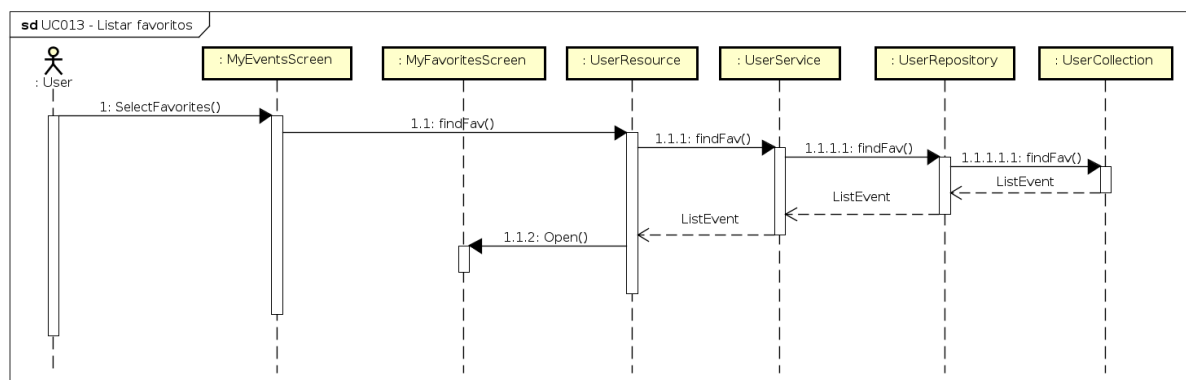 sd UC013 - Listar favoritos
: User
: MyEventsScreen
: MyFavoritesScreen
: UserResource
: UserService
: UserRepository
: UserCollection
1: SelectFavorites()
1.1: findFav()
1.1.1: findFav()
1.1.1.1: findFav()
1.1.1.1.1: findFav()
ListEvent
ListEvent
ListEvent
1.1.2: Open()